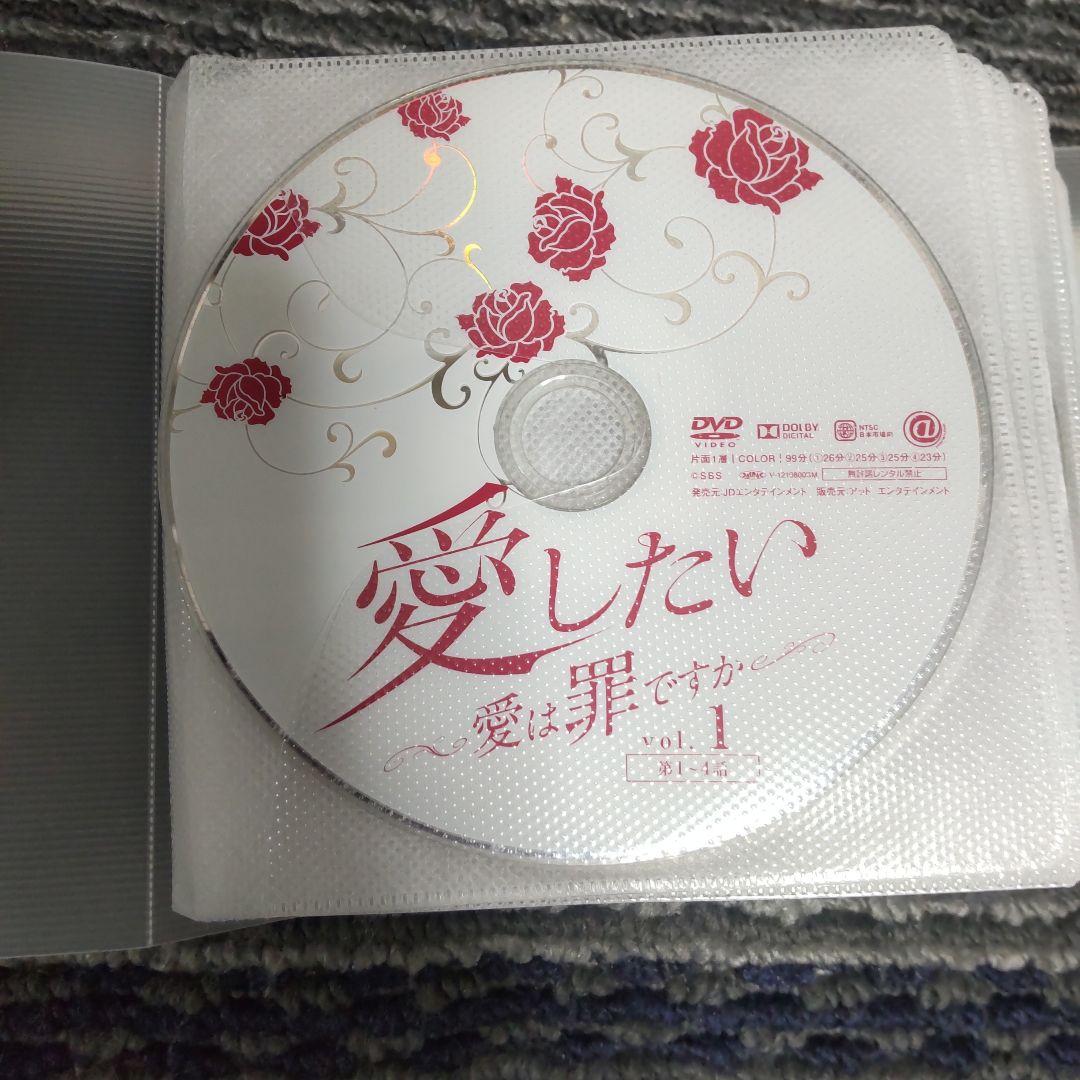 DVD VIDEO DOLBY DIGITAL NTSC 日本市場向 @
片面1層 | COLOR | 99分(①26分②25分③25分④23分)
©SBS V-12198003M 無許諾レンタル禁止
発売元:JDエンタテインメント 販売元:アット エンタテインメント
愛したい
~愛は罪ですか~
vol. 1
第1~4話